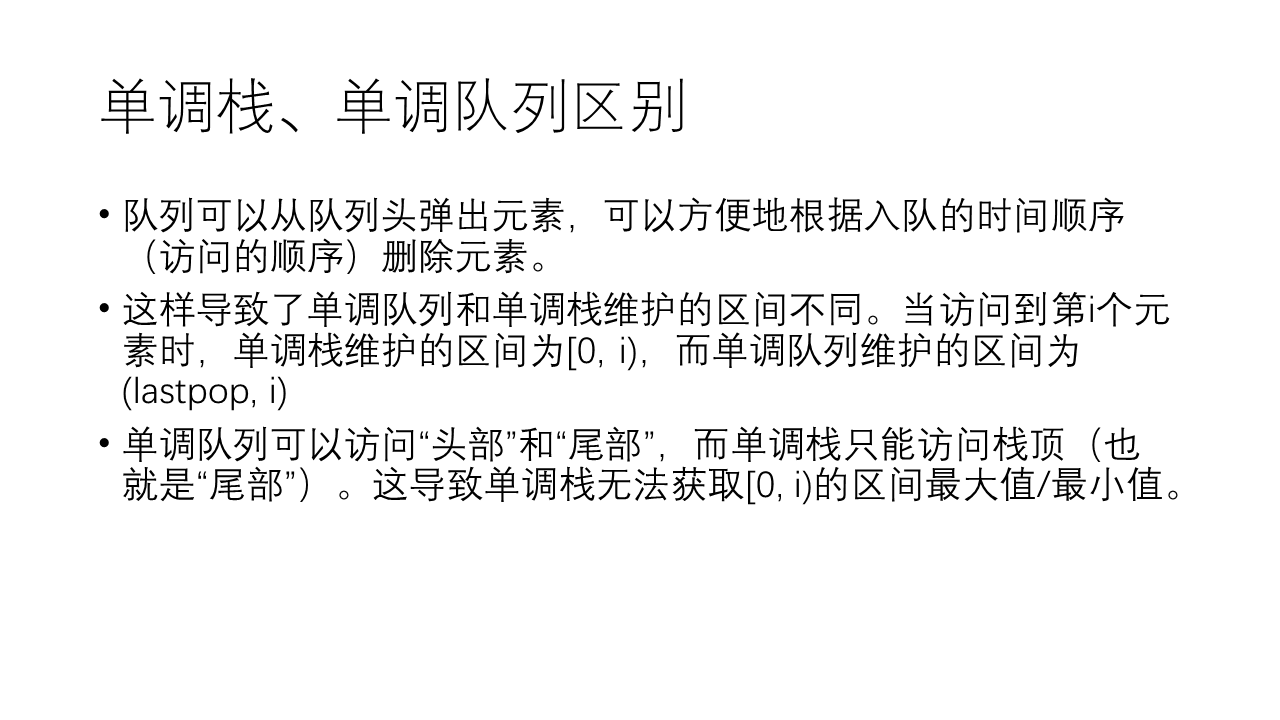 单调栈、单调队列区别
• 队列可以从队列头弹出元素，可以方便地根据入队的时间顺序
（访问的顺序）删除元素。
• 这样导致了单调队列和单调栈维护的区间不同。当访问到第i个元
素时，单调栈维护的区间为[0, i)，而单调队列维护的区间为
(lastpop, i)
• 单调队列可以访问“头部”和“尾部”，而单调栈只能访问栈顶（也
就是“尾部”）。这导致单调栈无法获取[0, i)的区间最大值/最小值。